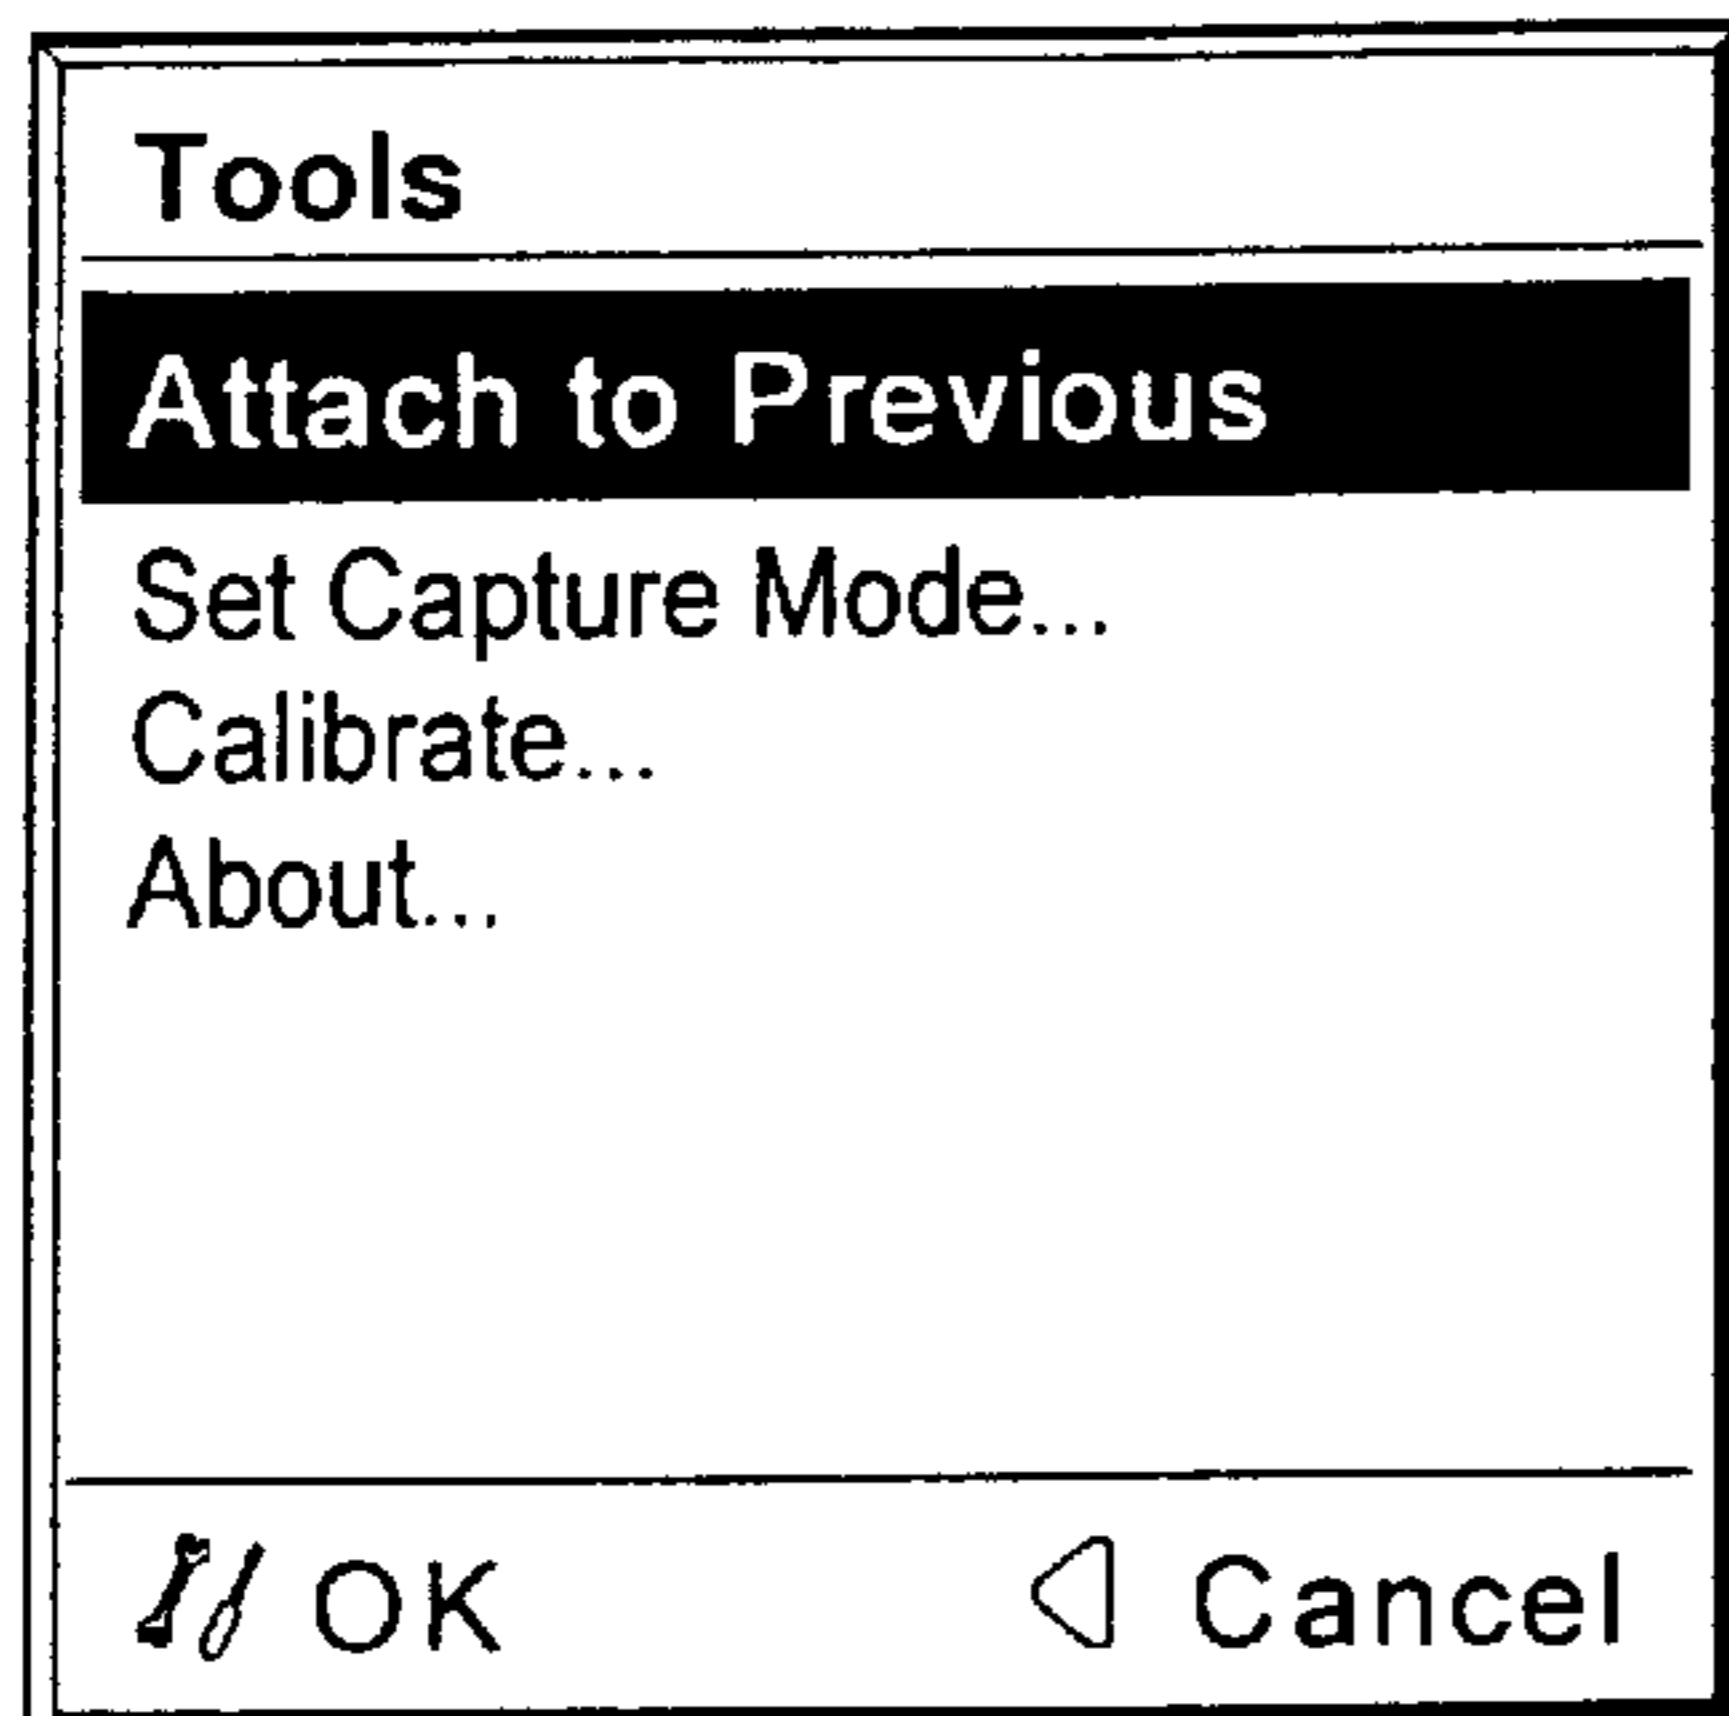 Tools
Attach to Previous
Set Capture Mode...
Calibrate...
About...
OK Cancel